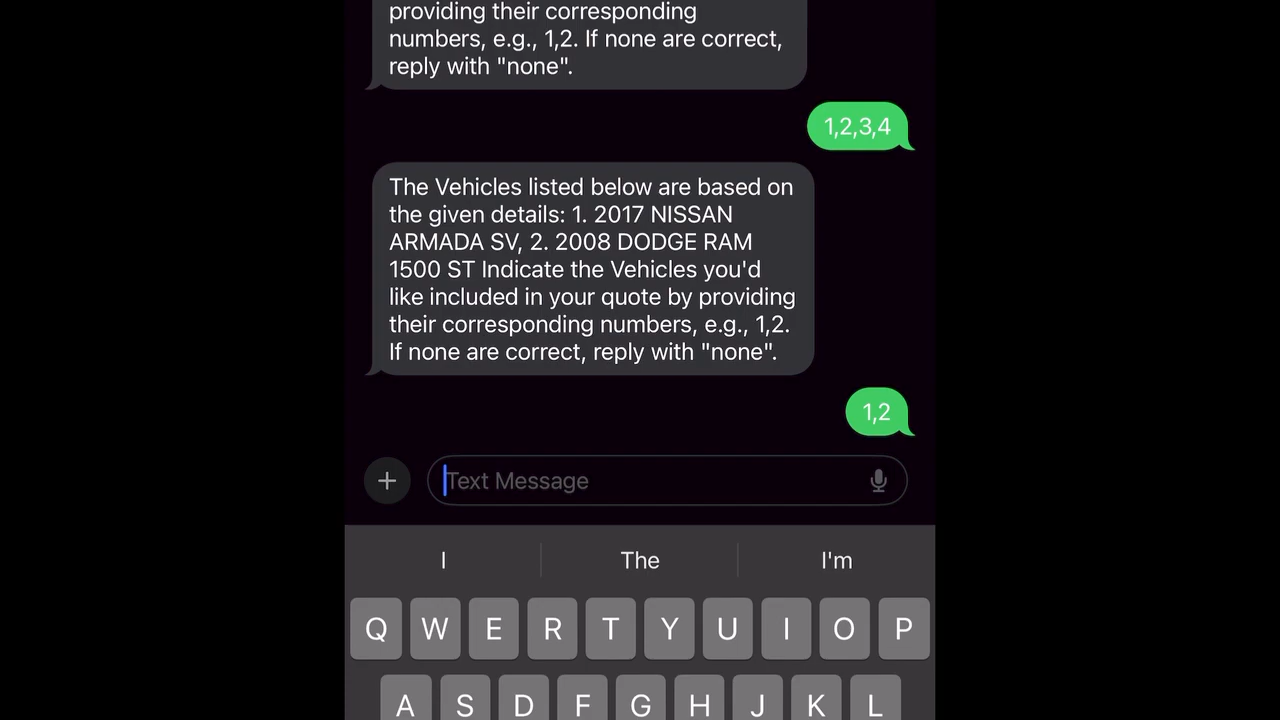 providing their corresponding
numbers, e.g., 1,2. If none are correct,
reply with "none".
1,2,3,4
The Vehicles listed below are based on
the given details: 1. 2017 NISSAN
ARMADA SV, 2. 2008 DODGE RAM
1500 ST Indicate the Vehicles you'd
like included in your quote by providing
their corresponding numbers, e.g., 1,2.
If none are correct, reply with "none".
1,2
Text Message
I The I'm
Q W E R T Y U I O P
A S D F G H J K L